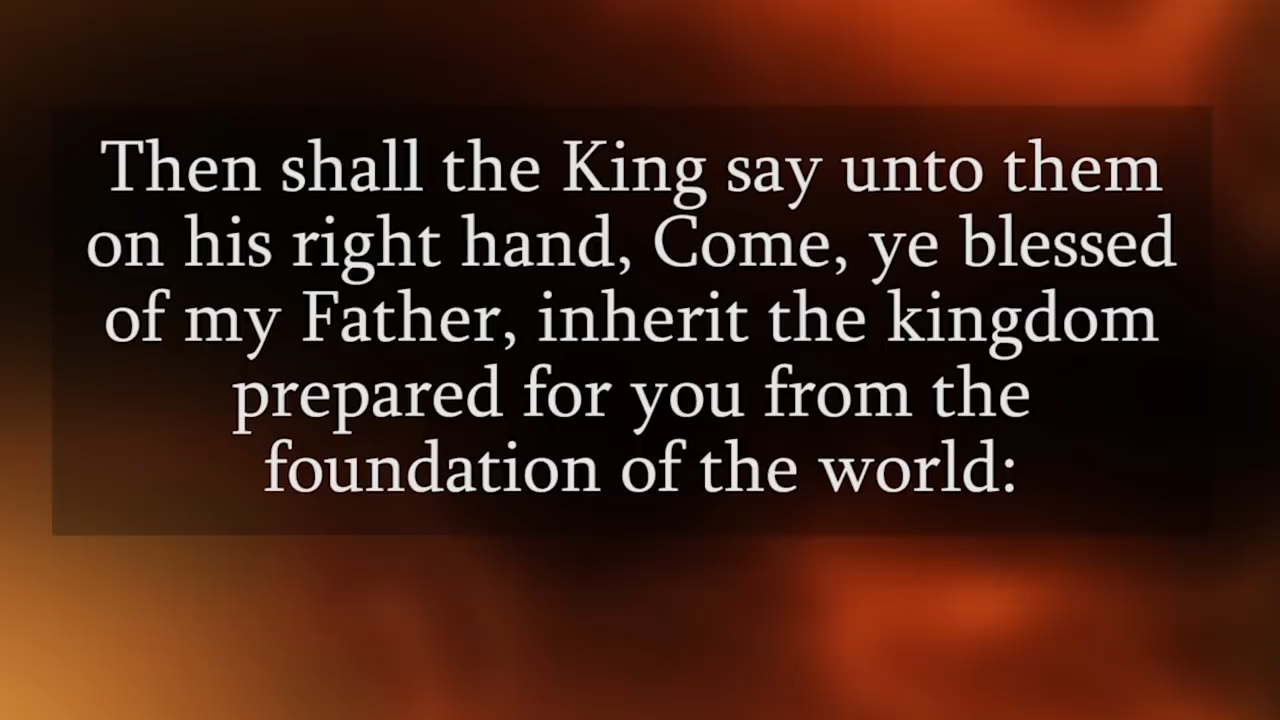 Then shall the King say unto them
on his right hand, Come, ye blessed
of my Father, inherit the kingdom
prepared for you from the
foundation of the world: